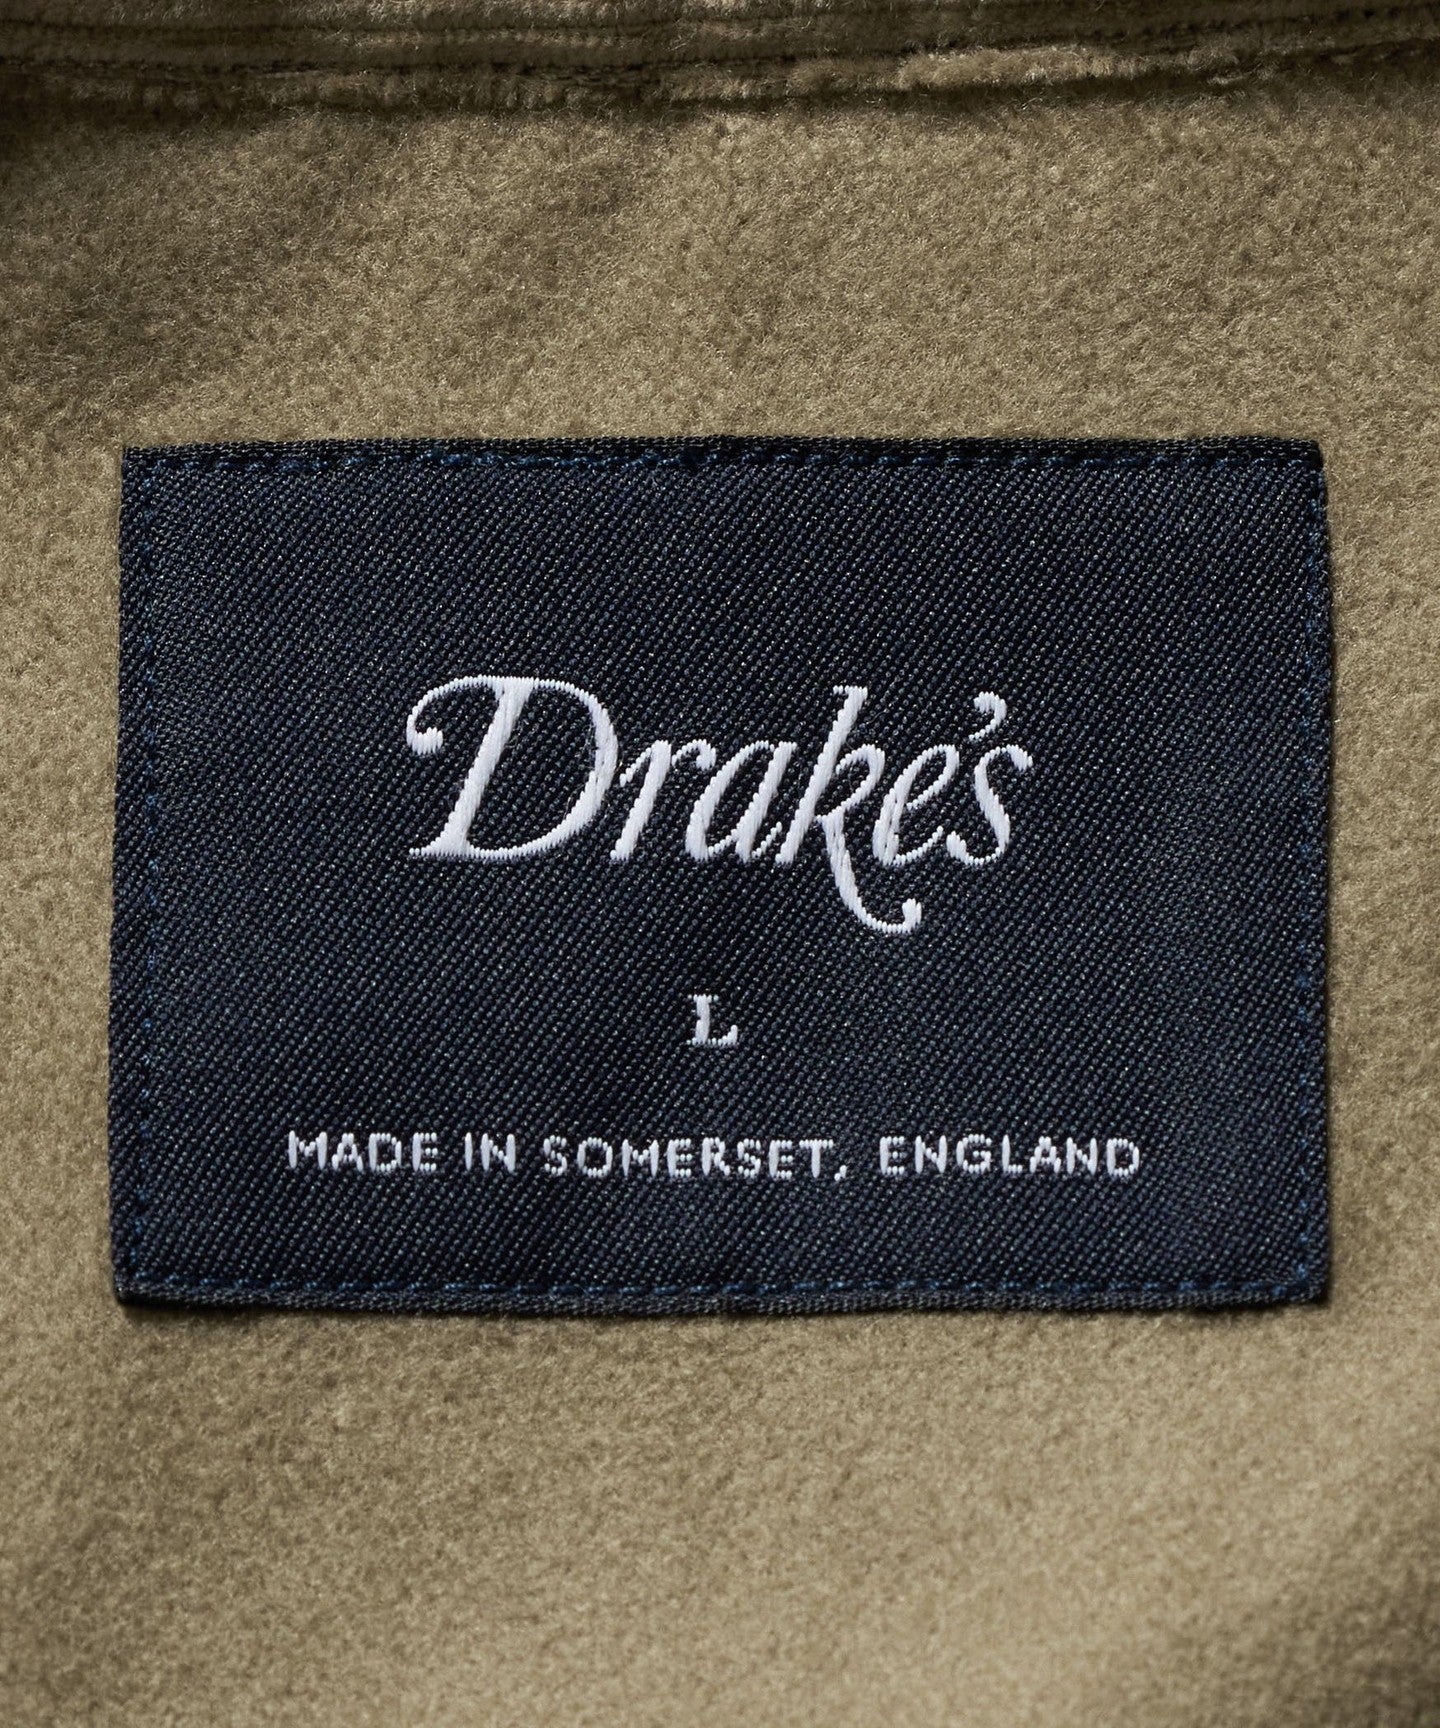 Drake's
L
MADE IN SOMERSET, ENGLAND